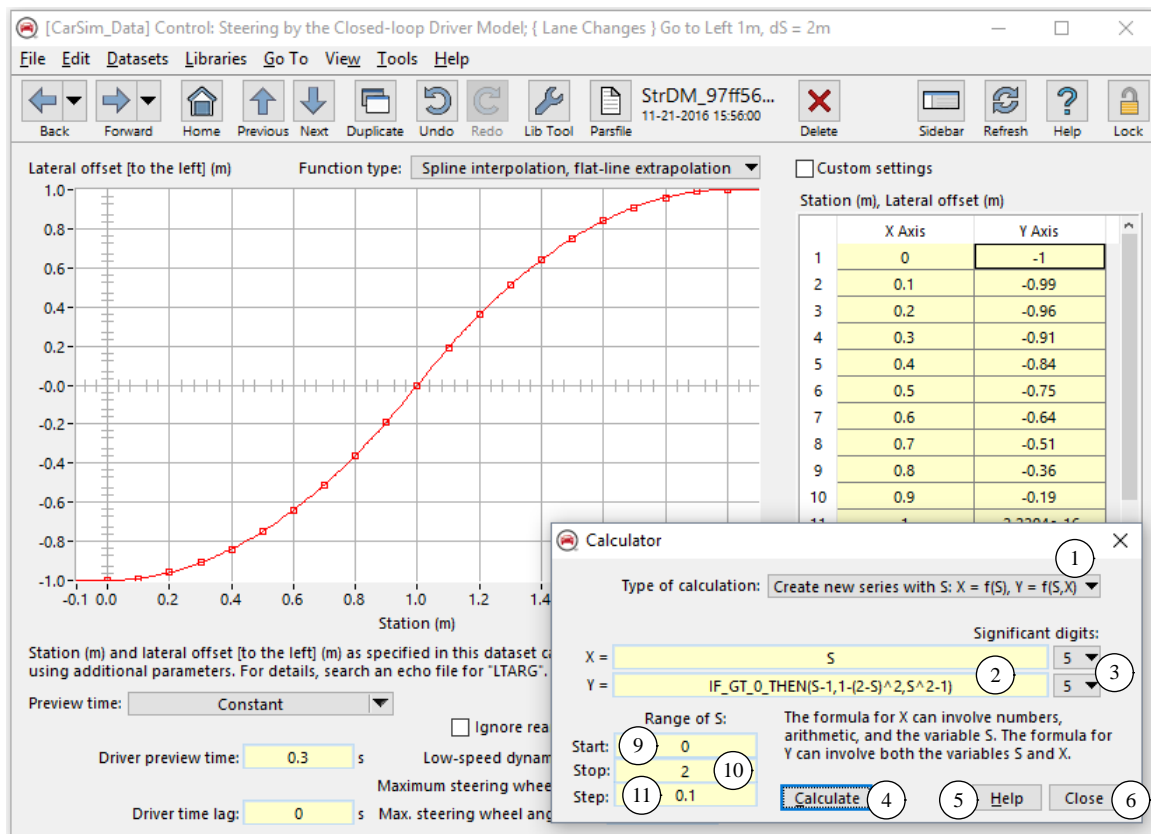 [CarSim_Data] Control: Steering by the Closed-loop Driver Model; { Lane Changes } Go to Left 1m, dS = 2m
File Edit Datasets Libraries Go To View Tools Help
StrDM_97ff56...
11-21-2016 15:56:00
Back Forward Home Previous Next Duplicate Undo Redo Lib Tool Parsfile Delete Sidebar Refresh Help Lock
Lateral offset [to the left] (m)
Function type: Spline interpolation, flat-line extrapolation
Custom settings
Station (m), Lateral offset (m)
X Axis Y Axis
1 0 -1
2 0.1 -0.99
3 0.2 -0.96
4 0.3 -0.91
5 0.4 -0.84
6 0.5 -0.75
7 0.6 -0.64
8 0.7 -0.51
9 0.8 -0.36
10 0.9 -0.19
1.0
0.8
0.6
0.4
0.2
-0.0
-0.2
-0.4
-0.6
-0.8
-1.0
-0.1 0.0 0.2 0.4 0.6 0.8 1.0 1.2 1.4
Station (m)
Station (m) and lateral offset [to the left] (m) as specified in this dataset
using additional parameters. For details, search an echo file for "LTARG".
Preview time: Constant
Ignore
Driver preview time: 0.3 s
Low-speed
Maximum steering
Driver time lag: 0 s
Max. steering wheel
Calculator
1
Type of calculation: Create new series with S: X = f(S), Y = f(S,X)
Significant digits:
X = S 5
Y = IF_GT_0_THEN(S-1,1-(2-S)^2,S^2-1) 5
2
3
Range of S:
Start: 9 0
Stop: 2 10
Step: 11 0.1
The formula for X can involve numbers,
arithmetic, and the variable S. The formula for
Y can involve both the variables S and X.
Calculate 4 5 Help Close 6